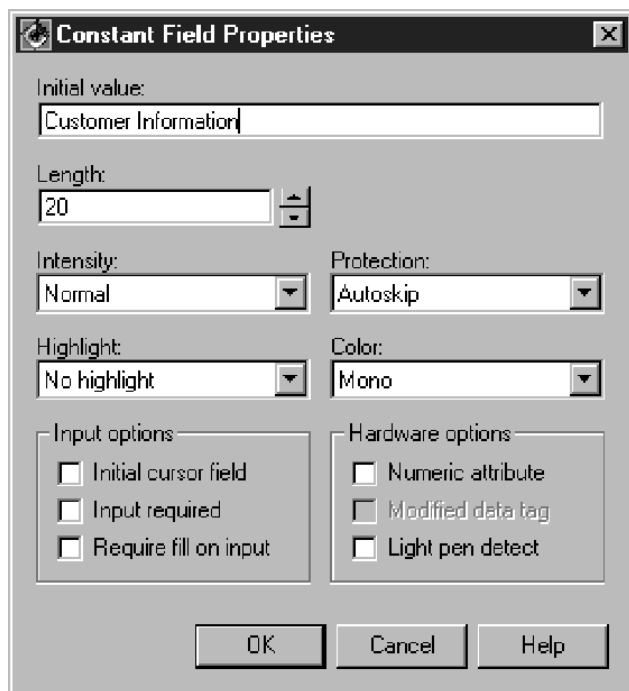 Constant Field Properties
Initial value:
Customer Information
Length:
20
Intensity: Protection:
Normal Autoskip
Highlight: Color:
No highlight Mono
Input options Hardware options
Initial cursor field Numeric attribute
Input required Modified data tag
Require fill on input Light pen detect
OK Cancel Help